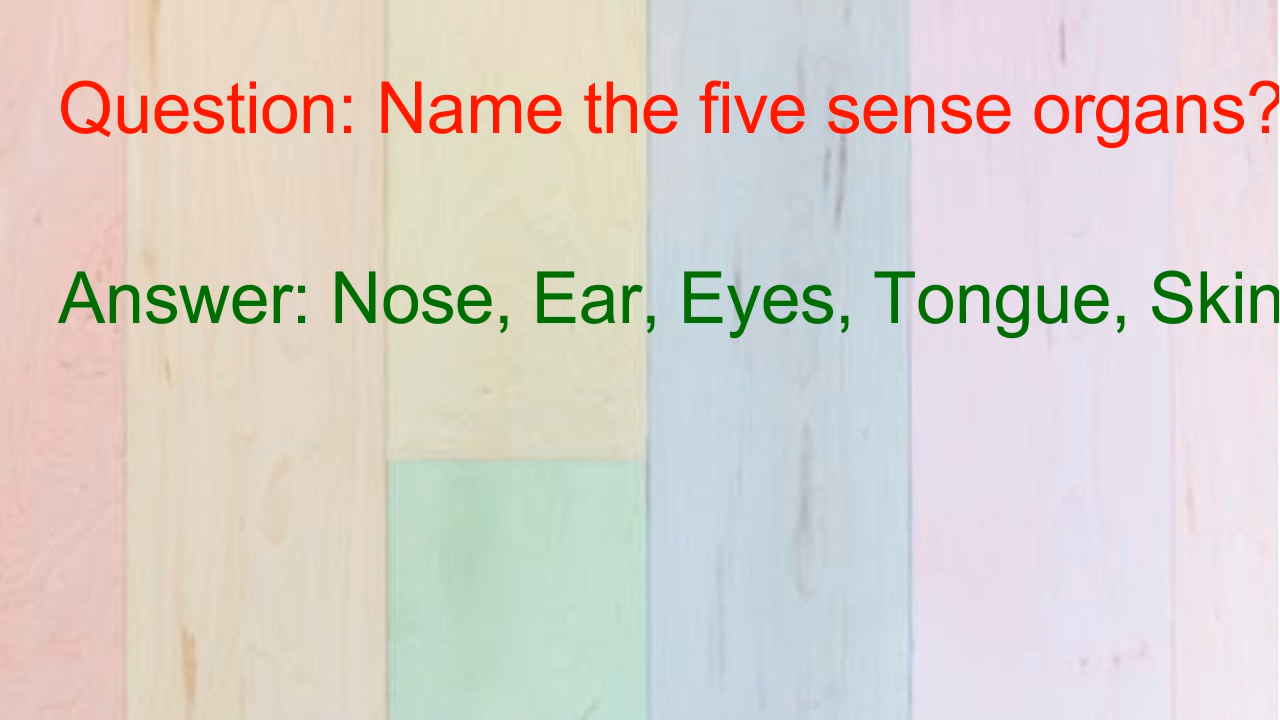 Question: Name the five sense organs?
Answer: Nose, Ear, Eyes, Tongue, Skin